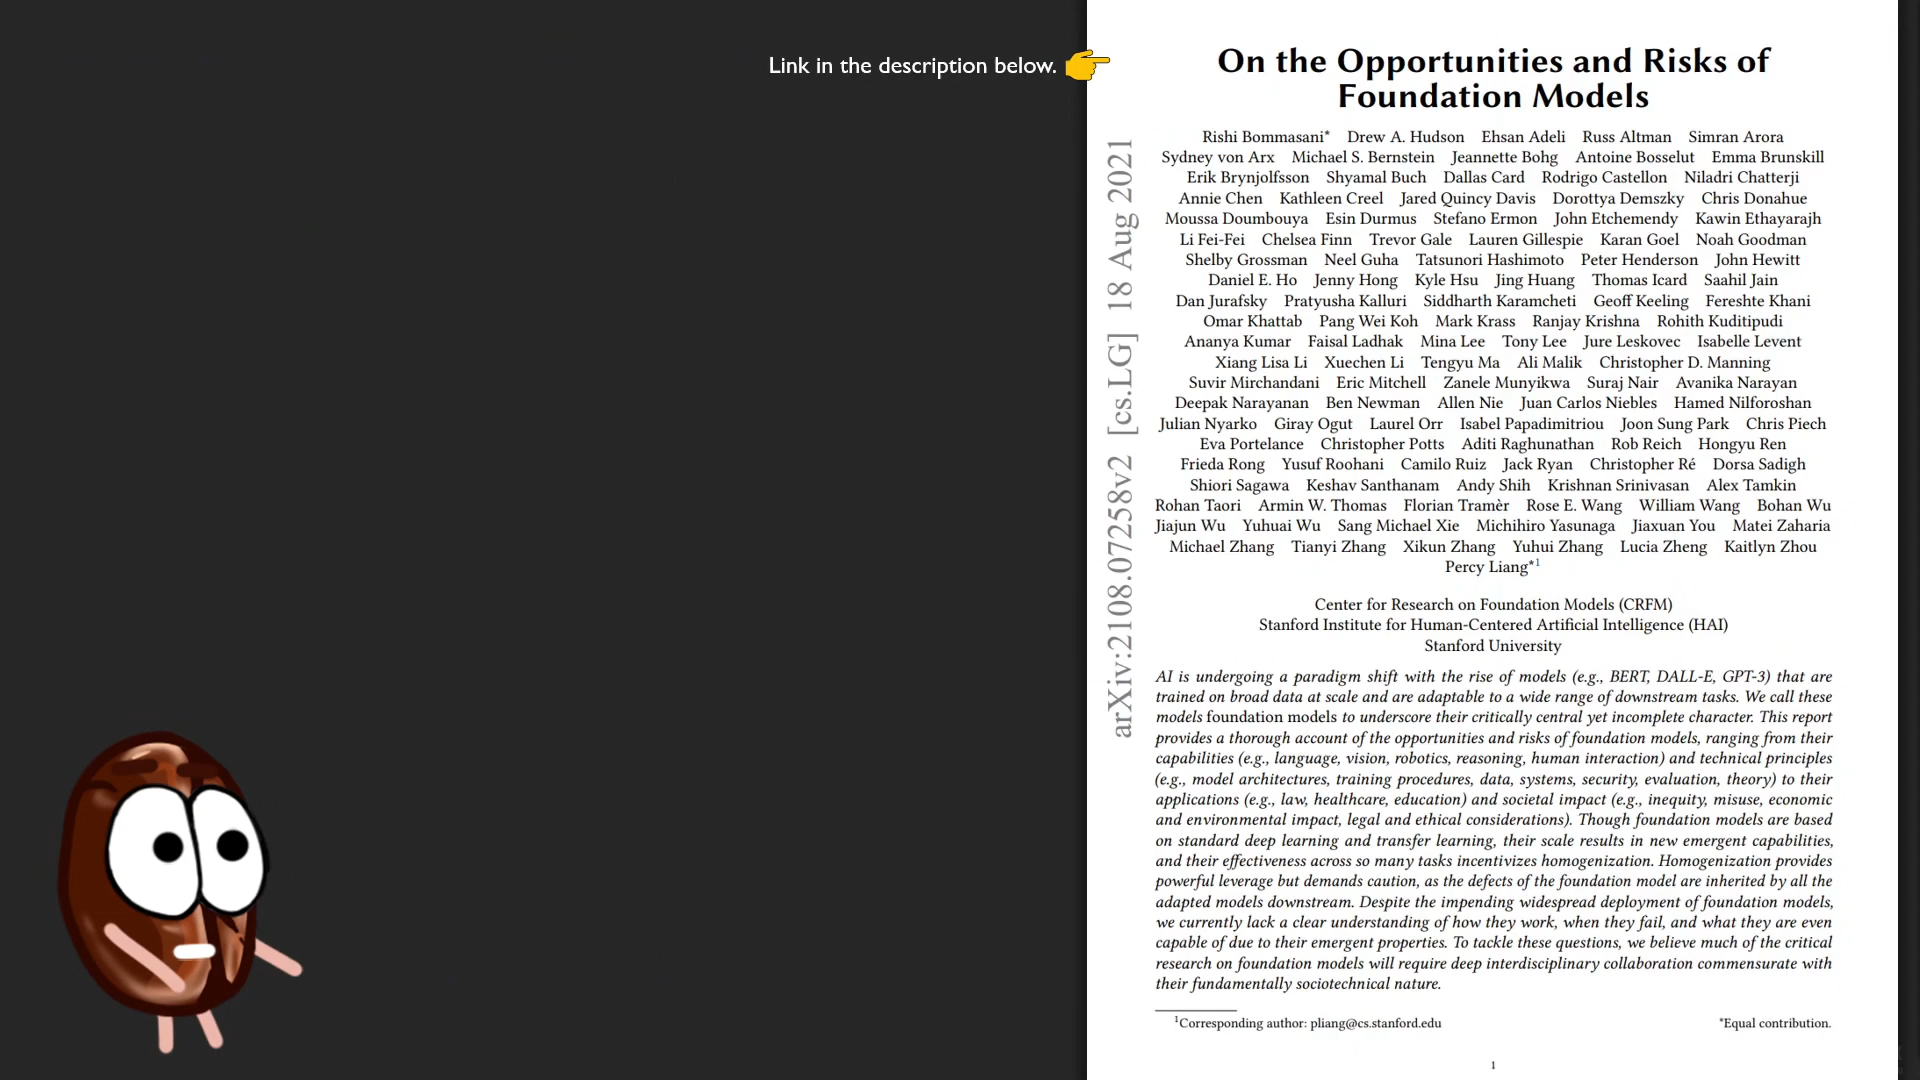 Link in the description below.
On the Opportunities and Risks of
Foundation Models
Rishi Bommasani* Drew A. Hudson Ehsan Adeli Russ Altman Simran Arora
Sydney von Arx Michael S. Bernstein Jeannette Bohg Antoine Bosselut Emma Brunskill
Erik Brynjolfsson Shyamal Buch Dallas Card Rodrigo Castellon Niladri Chatterji
Annie Chen Kathleen Creel Jared Quincy Davis Dorottya Demszky Chris Donahue
Moussa Doumbouya Esin Durmus Stefano Ermon John Etchemendy Kawin Ethayarajh
Li Fei-Fei Chelsea Finn Trevor Gale Lauren Gillespie Karan Goel Noah Goodman
Shelby Grossman Neel Guha Tatsunori Hashimoto Peter Henderson John Hewitt
Daniel E. Ho Jenny Hong Kyle Hsu Jing Huang Thomas Icard Saahil Jain
Dan Jurafsky Pratyusha Kalluri Siddharth Karamcheti Geoff Keeling Fereshte Khani
Omar Khattab Pang Wei Koh Mark Krass Ranjay Krishna Rohith Kuditipudi
Ananya Kumar Faisal Ladhak Mina Lee Tony Lee Jure Leskovec Isabelle Levent
Xiang Lisa Li Xuechen Li Tengyu Ma Ali Malik Christopher D. Manning
Suvir Mirchandani Eric Mitchell Zanele Munyikwa Suraj Nair Avanika Narayan
Deepak Narayanan Ben Newman Allen Nie Juan Carlos Niebles Hamed Nilforoshan
Julian Nyarko Giray Ogut Laurel Orr Isabel Papadimitriou Joon Sung Park Chris Piech
Eva Portelance Christopher Potts Aditi Raghunathan Rob Reich Hongyu Ren
Frieda Rong Yusuf Roohani Camilo Ruiz Jack Ryan Christopher Ré Dorsa Sadigh
Shiori Sagawa Keshav Santhanam Andy Shih Krishnan Srinivasan Alex Tamkin
Rohan Taori Armin W. Thomas Florian Tramèr Rose E. Wang William Wang Bohan Wu
Jiajun Wu Yuhuai Wu Sang Michael Xie Michihiro Yasunaga Jiaxuan You Matei Zaharia
Michael Zhang Tianyi Zhang Xikun Zhang Yuhui Zhang Lucia Zheng Kaitlyn Zhou
Percy Liang*1
Center for Research on Foundation Models (CRFM)
Stanford Institute for Human-Centered Artificial Intelligence (HAI)
Stanford University
AI is undergoing a paradigm shift with the rise of models (e.g., BERT, DALL-E, GPT-3) that are
trained on broad data at scale and are adaptable to a wide range of downstream tasks. We call these
models foundation models to underscore their critically central yet incomplete character. This report
provides a thorough account of the opportunities and risks of foundation models, ranging from their
capabilities (e.g., language, vision, robotics, reasoning, human interaction) and technical principles
(e.g., model architectures, training procedures, data, systems, security, evaluation, theory) to their
applications (e.g., law, healthcare, education) and societal impact (e.g., inequity, misuse, economic
and environmental impact, legal and ethical considerations). Though foundation models are based
on standard deep learning and transfer learning, their scale results in new emergent capabilities,
and their effectiveness across so many tasks incentivizes homogenization. Homogenization provides
powerful leverage but demands caution, as the defects of the foundation model are inherited by all the
adapted models downstream. Despite the impending widespread deployment of foundation models,
we currently lack a clear understanding of how they work, when they fail, and what they are even
capable of due to their emergent properties. To tackle these questions, we believe much of the critical
research on foundation models will require deep interdisciplinary collaboration commensurate with
their fundamentally sociotechnical nature.
1Corresponding author: pliang@cs.stanford.edu
*Equal contribution.
1
arXiv:2108.07258v2 [cs.LG] 18 Aug 2021